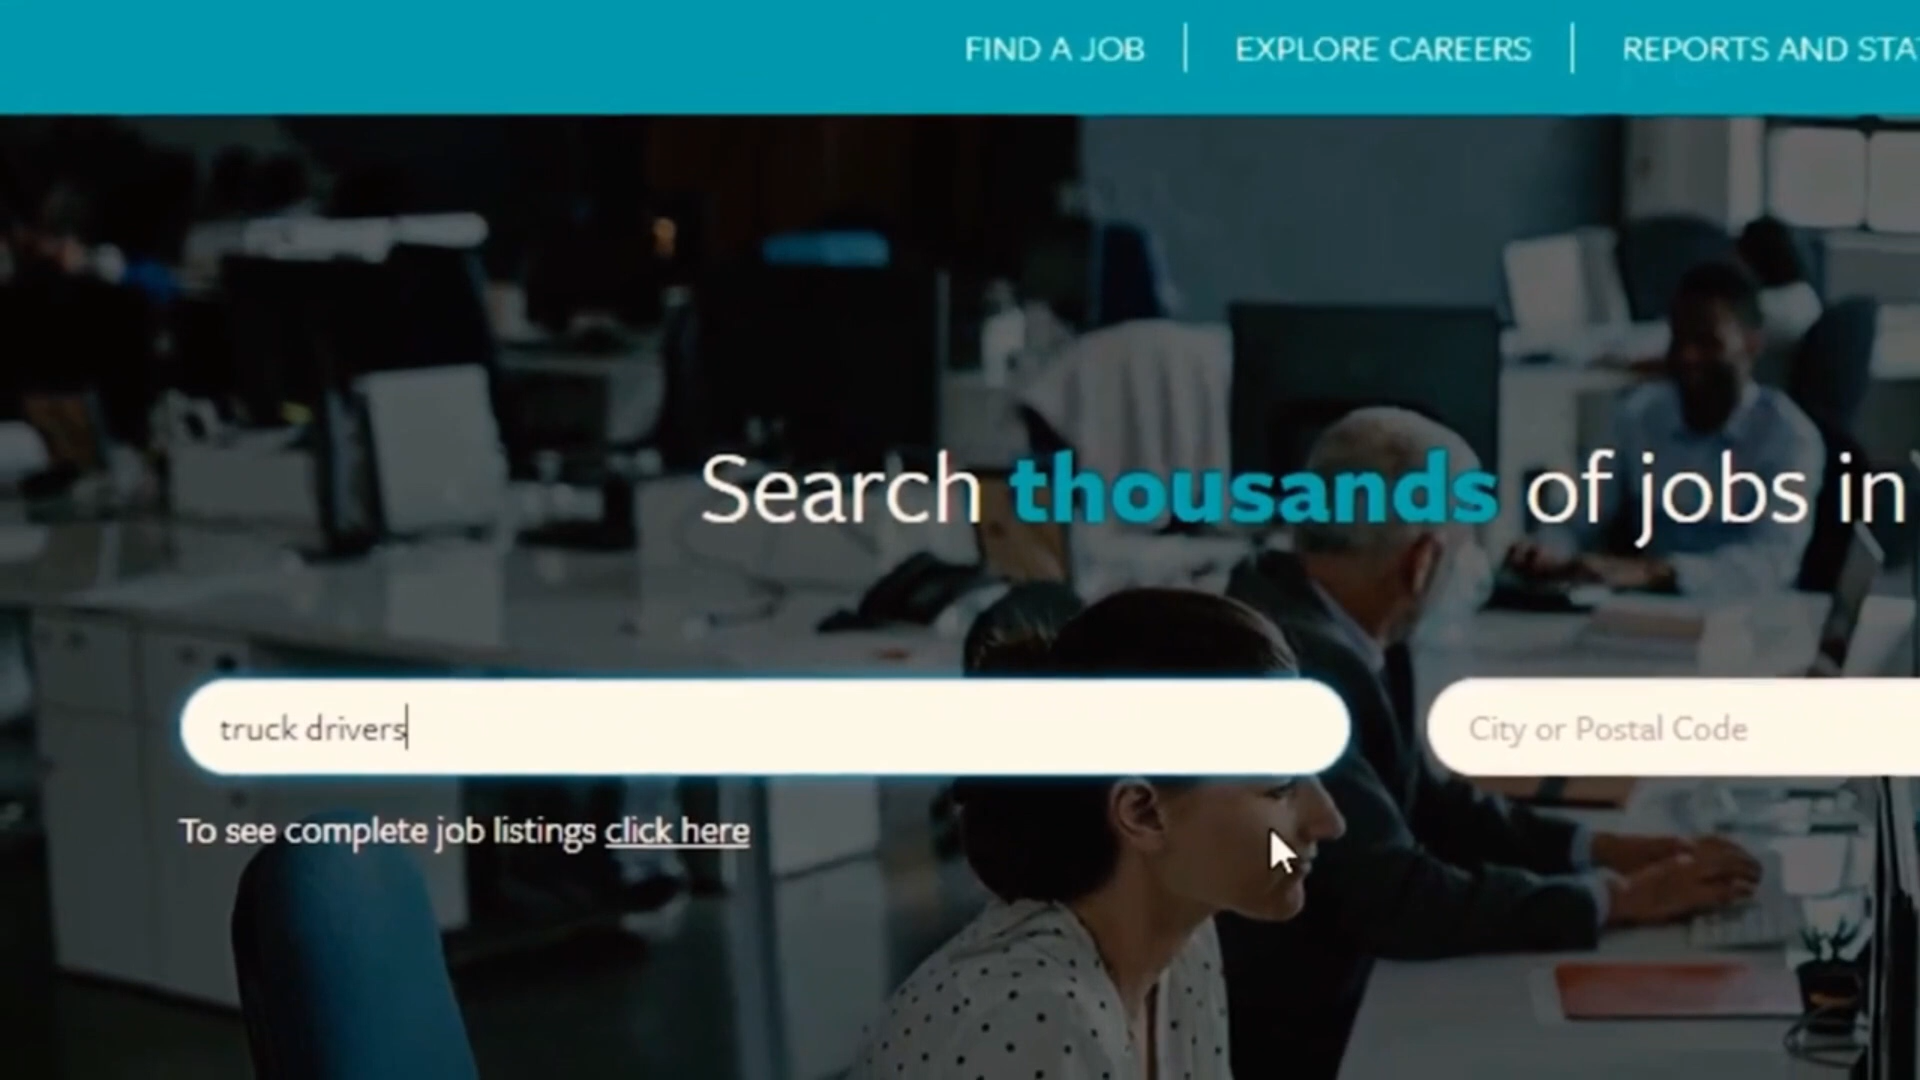 FIND A JOB
EXPLORE CAREERS
REPORTS AND
Search thousands of jobs in
truck drivers
City or Postal Code
To see complete job listings click here